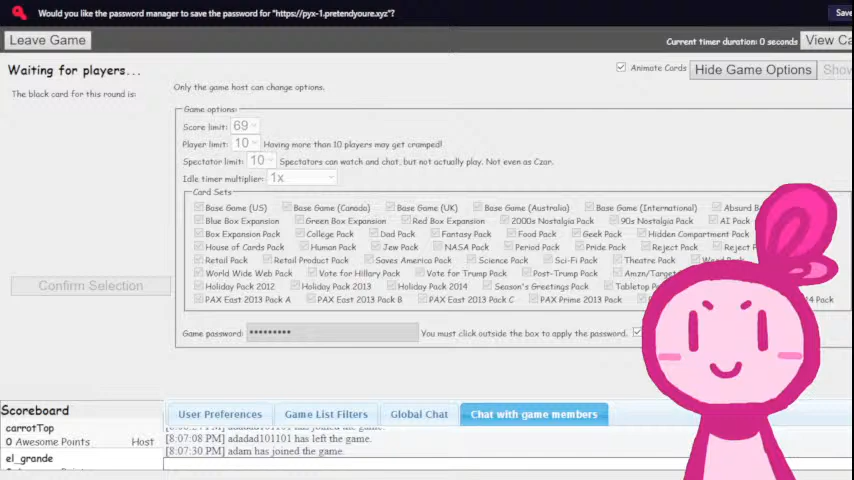 Would you like the password manager to save the password for "https://pyx-1.pretendyoure.xyz"?
Save
Leave Game
Current timer duration: 0 seconds
View Ca
Waiting for players...
Animate Cards
Hide Game Options
Show
The black card for this round is:
Only the game host can change options.
Game options:
Score limit: 69
Player limit: 10 Having more than 10 players may get cramped!
Spectator limit: 10 Spectators can watch and chat, but not actually play. Not even as Czar.
Idle timer multiplier: 1x
Card Sets
Base Game (US) Base Game (Canada) Base Game (UK) Base Game (Australia) Base Game (International) Absurd B
Blue Box Expansion Green Box Expansion Red Box Expansion 2000s Nostalgia Pack 90s Nostalgia Pack AI Pack
Box Expansion Pack College Pack Dad Pack Fantasy Pack Food Pack Geek Pack Hidden Compartment Pack
House of Cards Pack Human Pack Jew Pack NASA Pack Period Pack Pride Pack Reject Pack Reject P
Retail Pack Retail Product Pack Saves America Pack Science Pack Sci-Fi Pack Theatre Pack
World Wide Web Pack Vote for Hillary Pack Vote for Trump Pack Post-Trump Pack Amzn/Target
Holiday Pack 2012 Holiday Pack 2013 Holiday Pack 2014 Season's Greetings Pack Tabletop
PAX East 2013 Pack A PAX East 2013 Pack B PAX East 2013 Pack C PAX Prime 2013 Pack 14 Pack
Confirm Selection
Game password: ••••••••• You must click outside the box to apply the password.
Scoreboard
carrotTop
0 Awesome Points Host
el_grande
User Preferences
Game List Filters
Global Chat
Chat with game members
[8:07:08 PM] adadad101101 has left the game.
[8:07:30 PM] adam has joined the game.